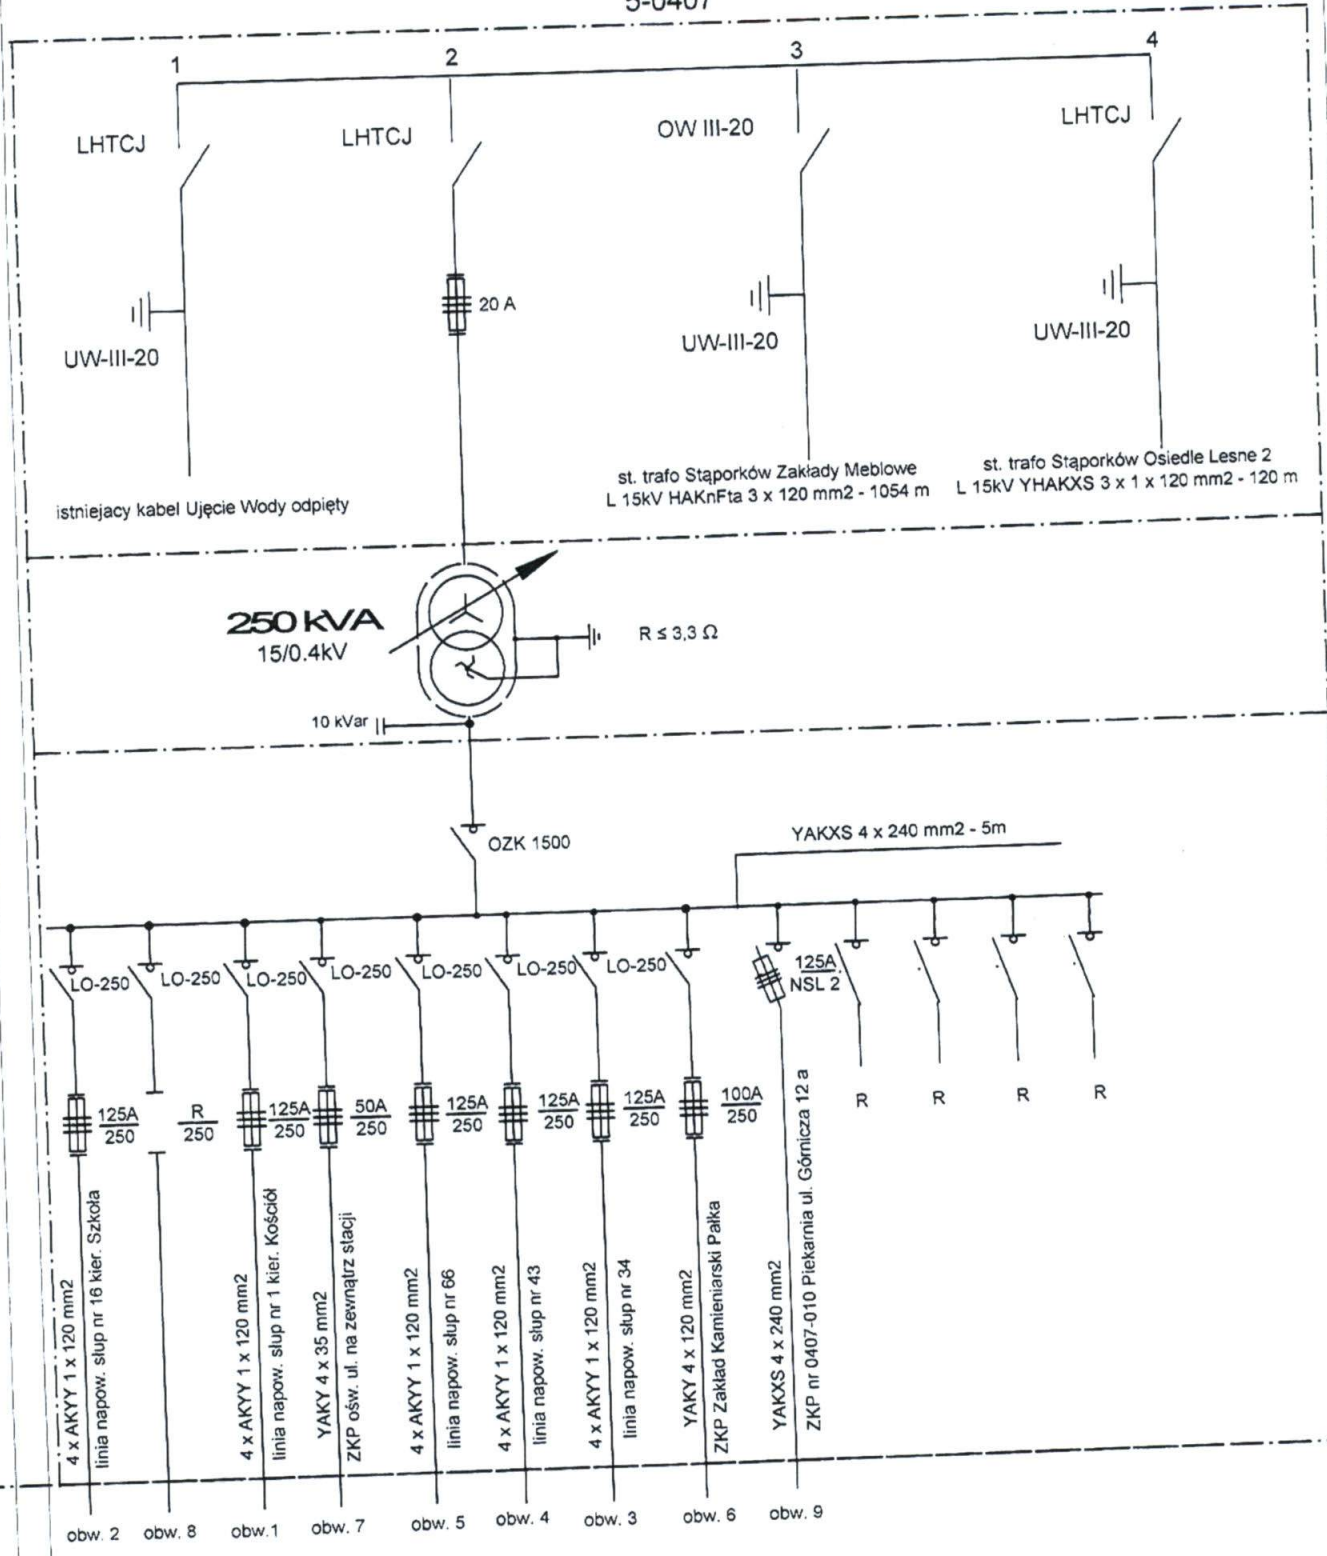 5-0407
1
2
3
4
LHTCJ
LHTCJ
OW III-20
LHTCJ
20 A
UW-III-20
UW-III-20
UW-III-20
istniejacy kabel Ujęcie Wody odpięty
st. trafo Stąporków Zakłady Meblowe
L 15kV HAKnFta 3 x 120 mm2 - 1054 m
st. trafo Stąporków Osiedle Lesne 2
L 15kV YHAKXS 3 x 1 x 120 mm2 - 120 m
250 kVA
15/0.4kV
R ≤ 3,3 Ω
10 kVar
OZK 1500
YAKXS 4 x 240 mm2 - 5m
LO-250
LO-250
LO-250
LO-250
LO-250
LO-250
LO-250
125A
NSL 2
125A
250
R
250
125A
250
50A
250
125A
250
125A
250
125A
250
100A
250
R
R
R
R
4 x AKYY 1 x 120 mm2
linia napow. słup nr 16 kier. Szkoła
4 x AKYY 1 x 120 mm2
linia napow. słup nr 1 kier. Kościół
YAKY 4 x 35 mm2
ZKP ośw. ul. na zewnątrz stacji
4 x AKYY 1 x 120 mm2
linia napow. słup nr 66
4 x AKYY 1 x 120 mm2
linia napow. słup nr 43
4 x AKYY 1 x 120 mm2
linia napow. słup nr 34
YAKY 4 x 120 mm2
ZKP Zakład Kamieniarski Pałka
YAKXS 4 x 240 mm2
ZKP nr 0407-010 Piekarnia ul. Górnicza 12 a
obw. 2
obw. 8
obw.1
obw. 7
obw. 5
obw. 4
obw. 3
obw. 6
obw. 9